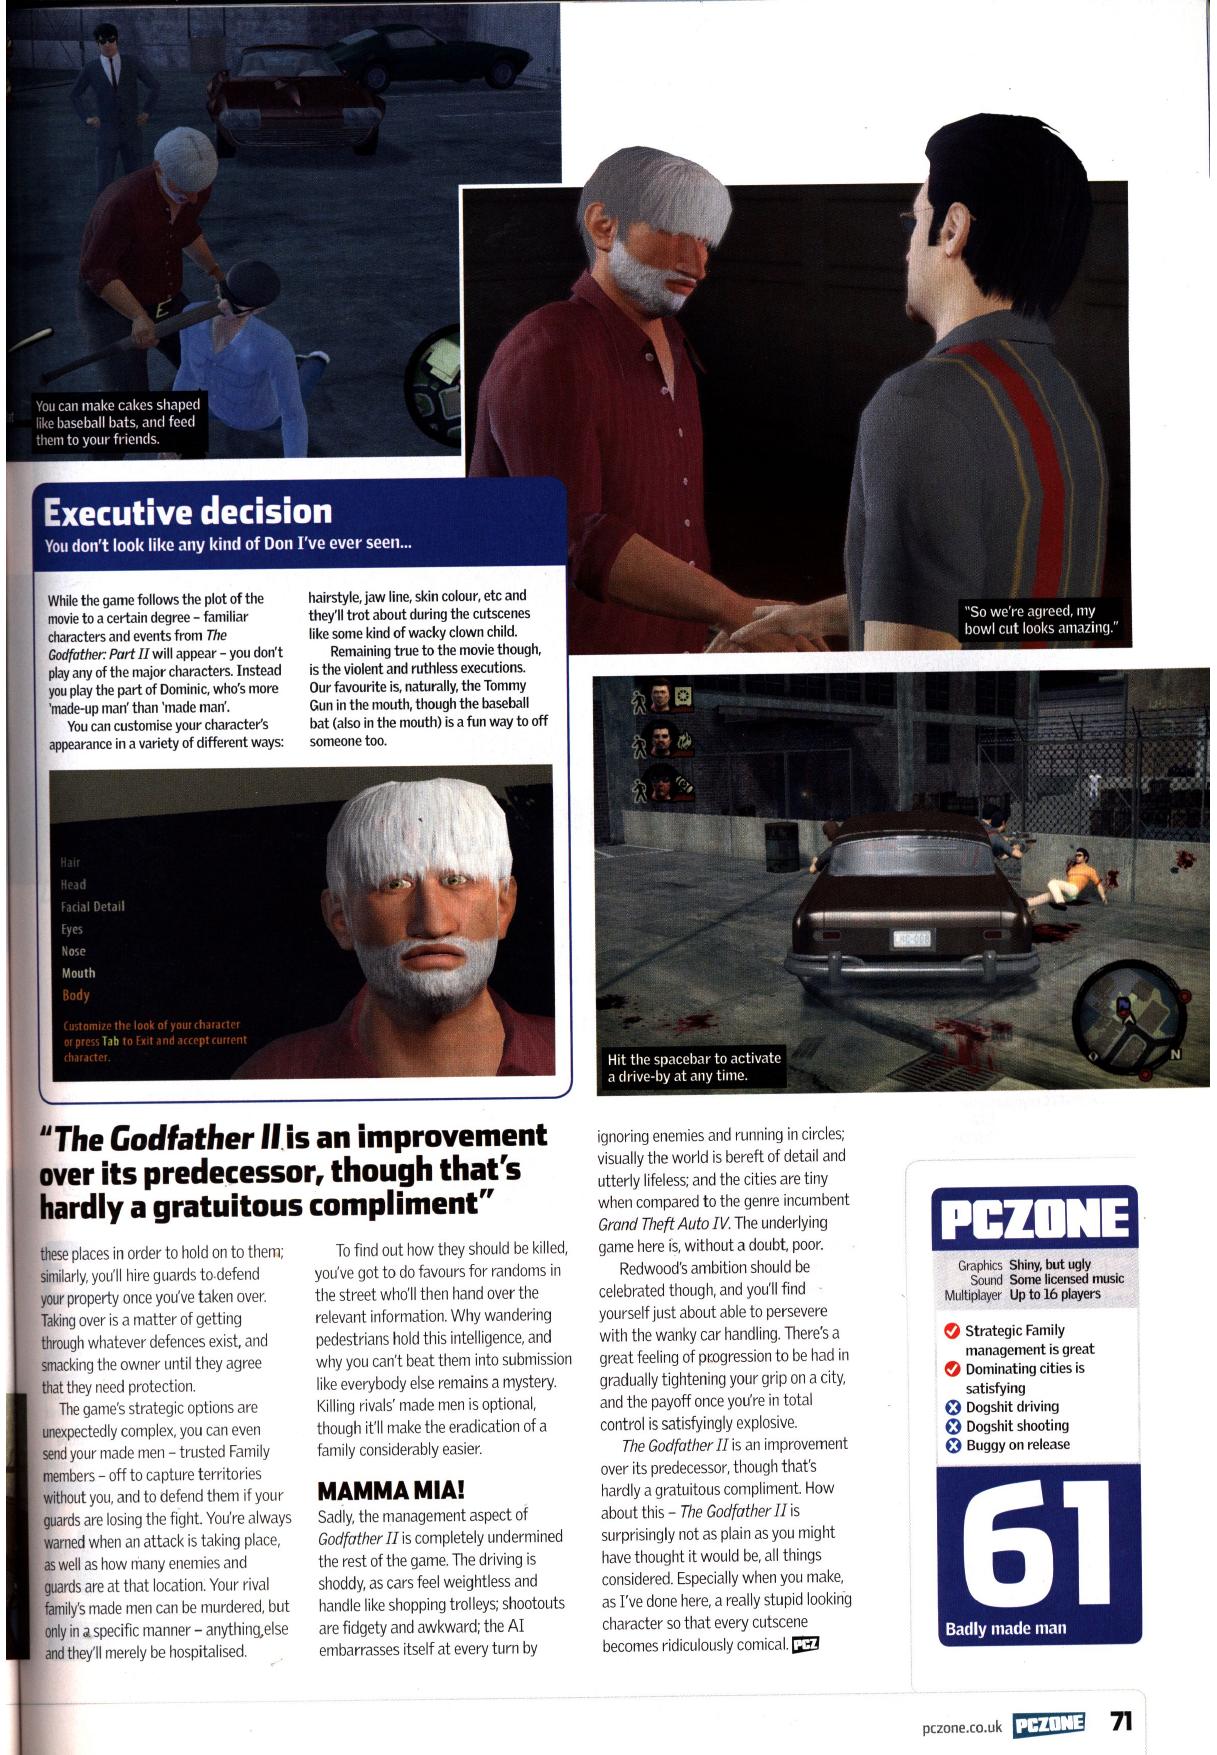 You can make cakes shaped
like baseball bats, and feed
them to your friends.
"So we're agreed, my
bowl cut looks amazing."
Executive decision
You don't look like any kind of Don I've ever seen...
While the game follows the plot of the
movie to a certain degree – familiar
characters and events from The
Godfather: Part II will appear – you don't
play any of the major characters. Instead
you play the part of Dominic, who's more
'made-up man' than 'made man'.
You can customise your character's
appearance in a variety of different ways:
hairstyle, jaw line, skin colour, etc and
they'll trot about during the cutscenes
like some kind of wacky clown child.
Remaining true to the movie though,
is the violent and ruthless executions.
Our favourite is, naturally, the Tommy
Gun in the mouth, though the baseball
bat (also in the mouth) is a fun way to off
someone too.
Hair
Head
Facial Detail
Eyes
Nose
Mouth
Body
Customize the look of your character
or press Tab to Exit and accept current
character.
N
Hit the spacebar to activate
a drive-by at any time.
"The Godfather II is an improvement
over its predecessor, though that's
hardly a gratuitous compliment"
these places in order to hold on to them;
similarly, you'll hire guards to defend
your property once you've taken over.
Taking over is a matter of getting
through whatever defences exist, and
smacking the owner until they agree
that they need protection.
The game's strategic options are
unexpectedly complex, you can even
send your made men – trusted Family
members – off to capture territories
without you, and to defend them if your
guards are losing the fight. You're always
warned when an attack is taking place,
as well as how many enemies and
guards are at that location. Your rival
family's made men can be murdered, but
only in a specific manner – anything else
and they'll merely be hospitalised.
To find out how they should be killed,
you've got to do favours for randoms in
the street who'll then hand over the
relevant information. Why wandering
pedestrians hold this intelligence, and
why you can't beat them into submission
like everybody else remains a mystery.
Killing rivals' made men is optional,
though it'll make the eradication of a
family considerably easier.
MAMMA MIA!
Sadly, the management aspect of
Godfather II is completely undermined
the rest of the game. The driving is
shoddy, as cars feel weightless and
handle like shopping trolleys; shootouts
are fidgety and awkward; the AI
embarrasses itself at every turn by
ignoring enemies and running in circles;
visually the world is bereft of detail and
utterly lifeless; and the cities are tiny
when compared to the genre incumbent
Grand Theft Auto IV. The underlying
game here is, without a doubt, poor.
Redwood's ambition should be
celebrated though, and you'll find
yourself just about able to persevere
with the wanky car handling. There's a
great feeling of progression to be had in
gradually tightening your grip on a city,
and the payoff once you're in total
control is satisfyingly explosive.
The Godfather II is an improvement
over its predecessor, though that's
hardly a gratuitous compliment. How
about this – The Godfather II is
surprisingly not as plain as you might
have thought it would be, all things
considered. Especially when you make,
as I've done here, a really stupid looking
character so that every cutscene
becomes ridiculously comical. PCZ
PCZONE
Graphics Shiny, but ugly
Sound Some licensed music
Multiplayer Up to 16 players
Strategic Family
management is great
Dominating cities is
satisfying
Dogshit driving
Dogshit shooting
Buggy on release
61
Badly made man
pczone.co.uk PCZONE 71